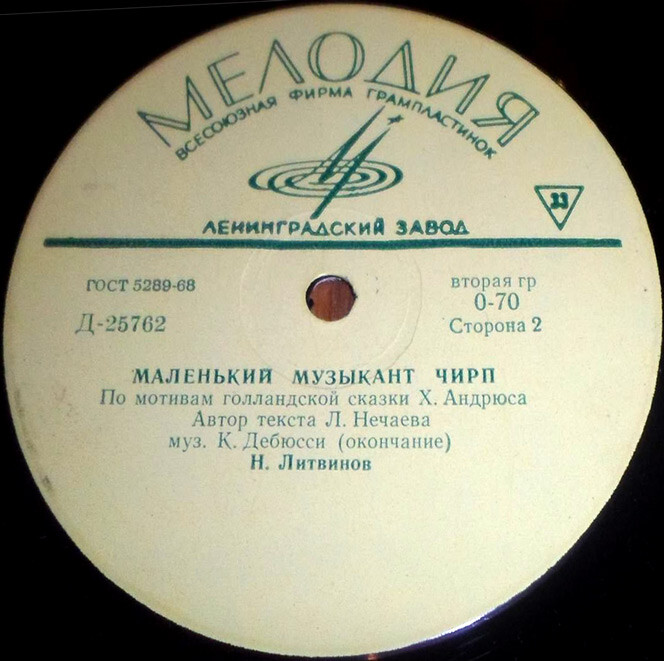 МЕЛОДИЯ
ВСЕСОЮЗНАЯ ФИРМА ГРАМПЛАСТИНОК
33
ЛЕНИНГРАДСКИЙ ЗАВОД
ГОСТ 5289-68
вторая гр
0-70
Д-25762
Сторона 2
МАЛЕНЬКИЙ МУЗЫКАНТ ЧИРП
По мотивам голландской сказки Х. Андрюса
Автор текста Л. Нечаева
муз. К. Дебюсси (окончание)
Н. Литвинов